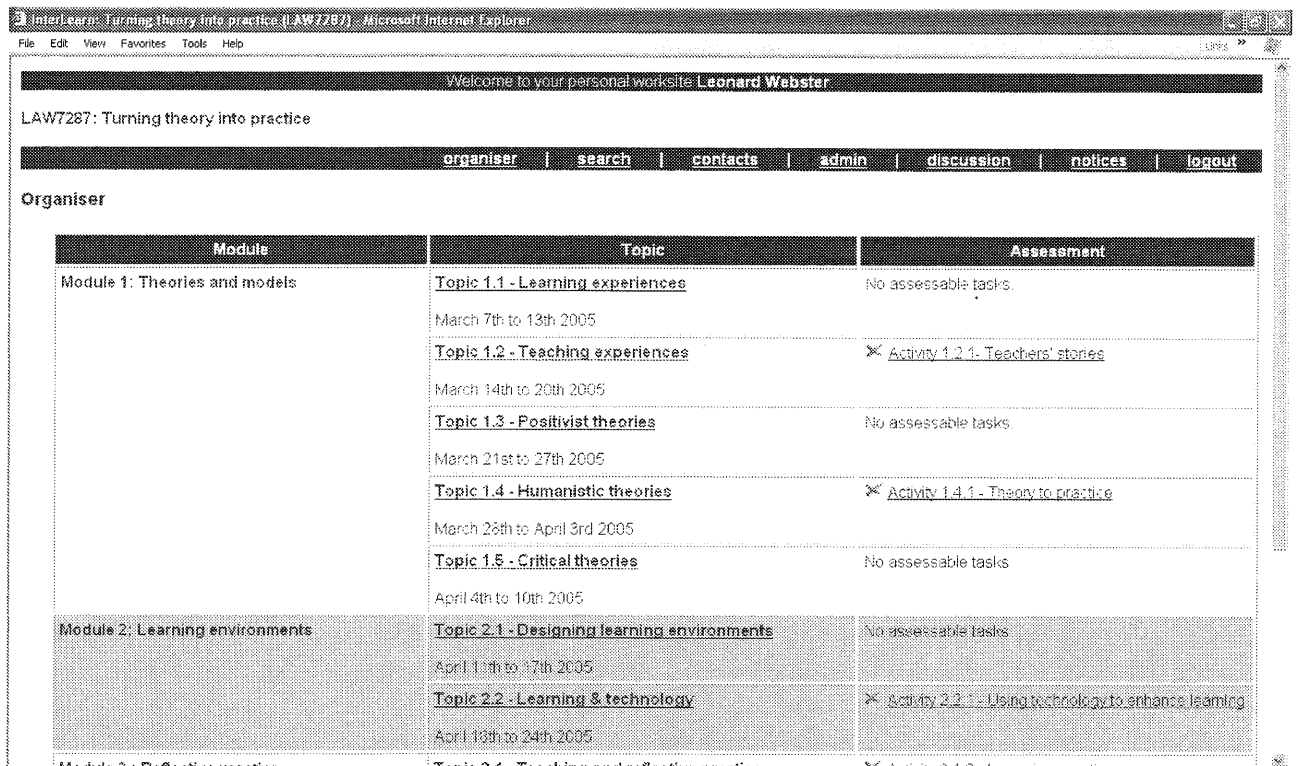 InterLearn: Turning theory into practice (LAW7287) - Microsoft Internet Explorer
File Edit View Favorites Tools Help
Links »
Welcome to your personal worksite Leonard Webster
LAW7287: Turning theory into practice
organiser | search | contacts | admin | discussion | notices | logout
Organiser
Module Topic Assessment
Module 1: Theories and models Topic 1.1 - Learning experiences No assessable tasks.
March 7th to 13th 2005
Topic 1.2 - Teaching experiences Activity 1.2.1- Teachers' stories
March 14th to 20th 2005
Topic 1.3 - Positivist theories No assessable tasks.
March 21st to 27th 2005
Topic 1.4 - Humanistic theories Activity 1.4.1 - Theory to practice
March 28th to April 3rd 2005
Topic 1.5 - Critical theories No assessable tasks
April 4th to 10th 2005
Module 2: Learning environments Topic 2.1 - Designing learning environments No assessable tasks
April 11th to 17th 2005
Topic 2.2 - Learning & technology Activity 2.2.1 - Using technology to enhance learning
April 18th to 24th 2005
Topic 3.1 - Teaching and reflective practice